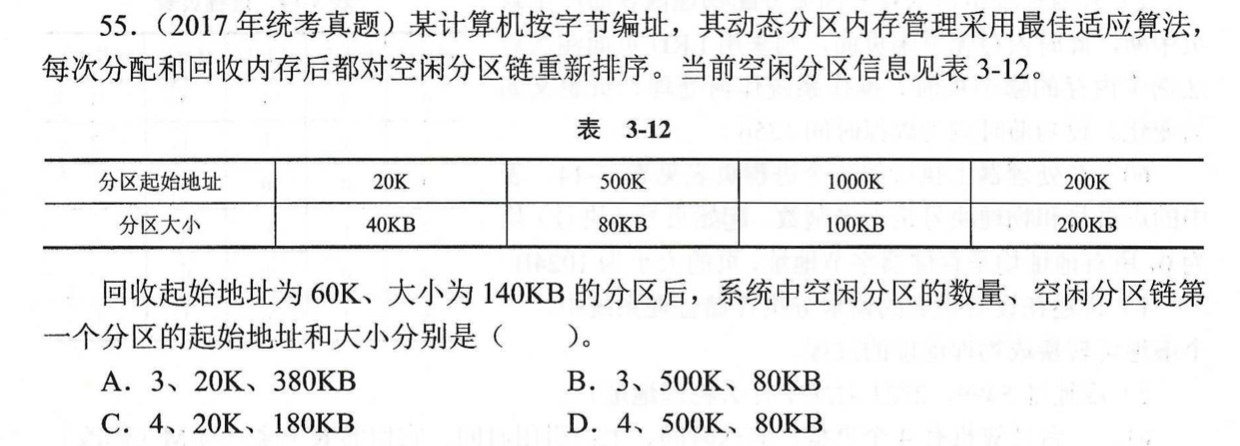 55．（2017年统考真题）某计算机按字节编址，其动态分区内存管理采用最佳适应算法，
每次分配和回收内存后都对空闲分区链重新排序。当前空闲分区信息见表 3-12。
表 3-12
分区起始地址 20K 500K 1000K 200K
分区大小 40KB 80KB 100KB 200KB
回收起始地址为 60K、大小为 140KB 的分区后，系统中空闲分区的数量、空闲分区链第
一个分区的起始地址和大小分别是（ ）。
A．3、20K、380KB B．3、500K、80KB
C．4、20K、180KB D．4、500K、80KB